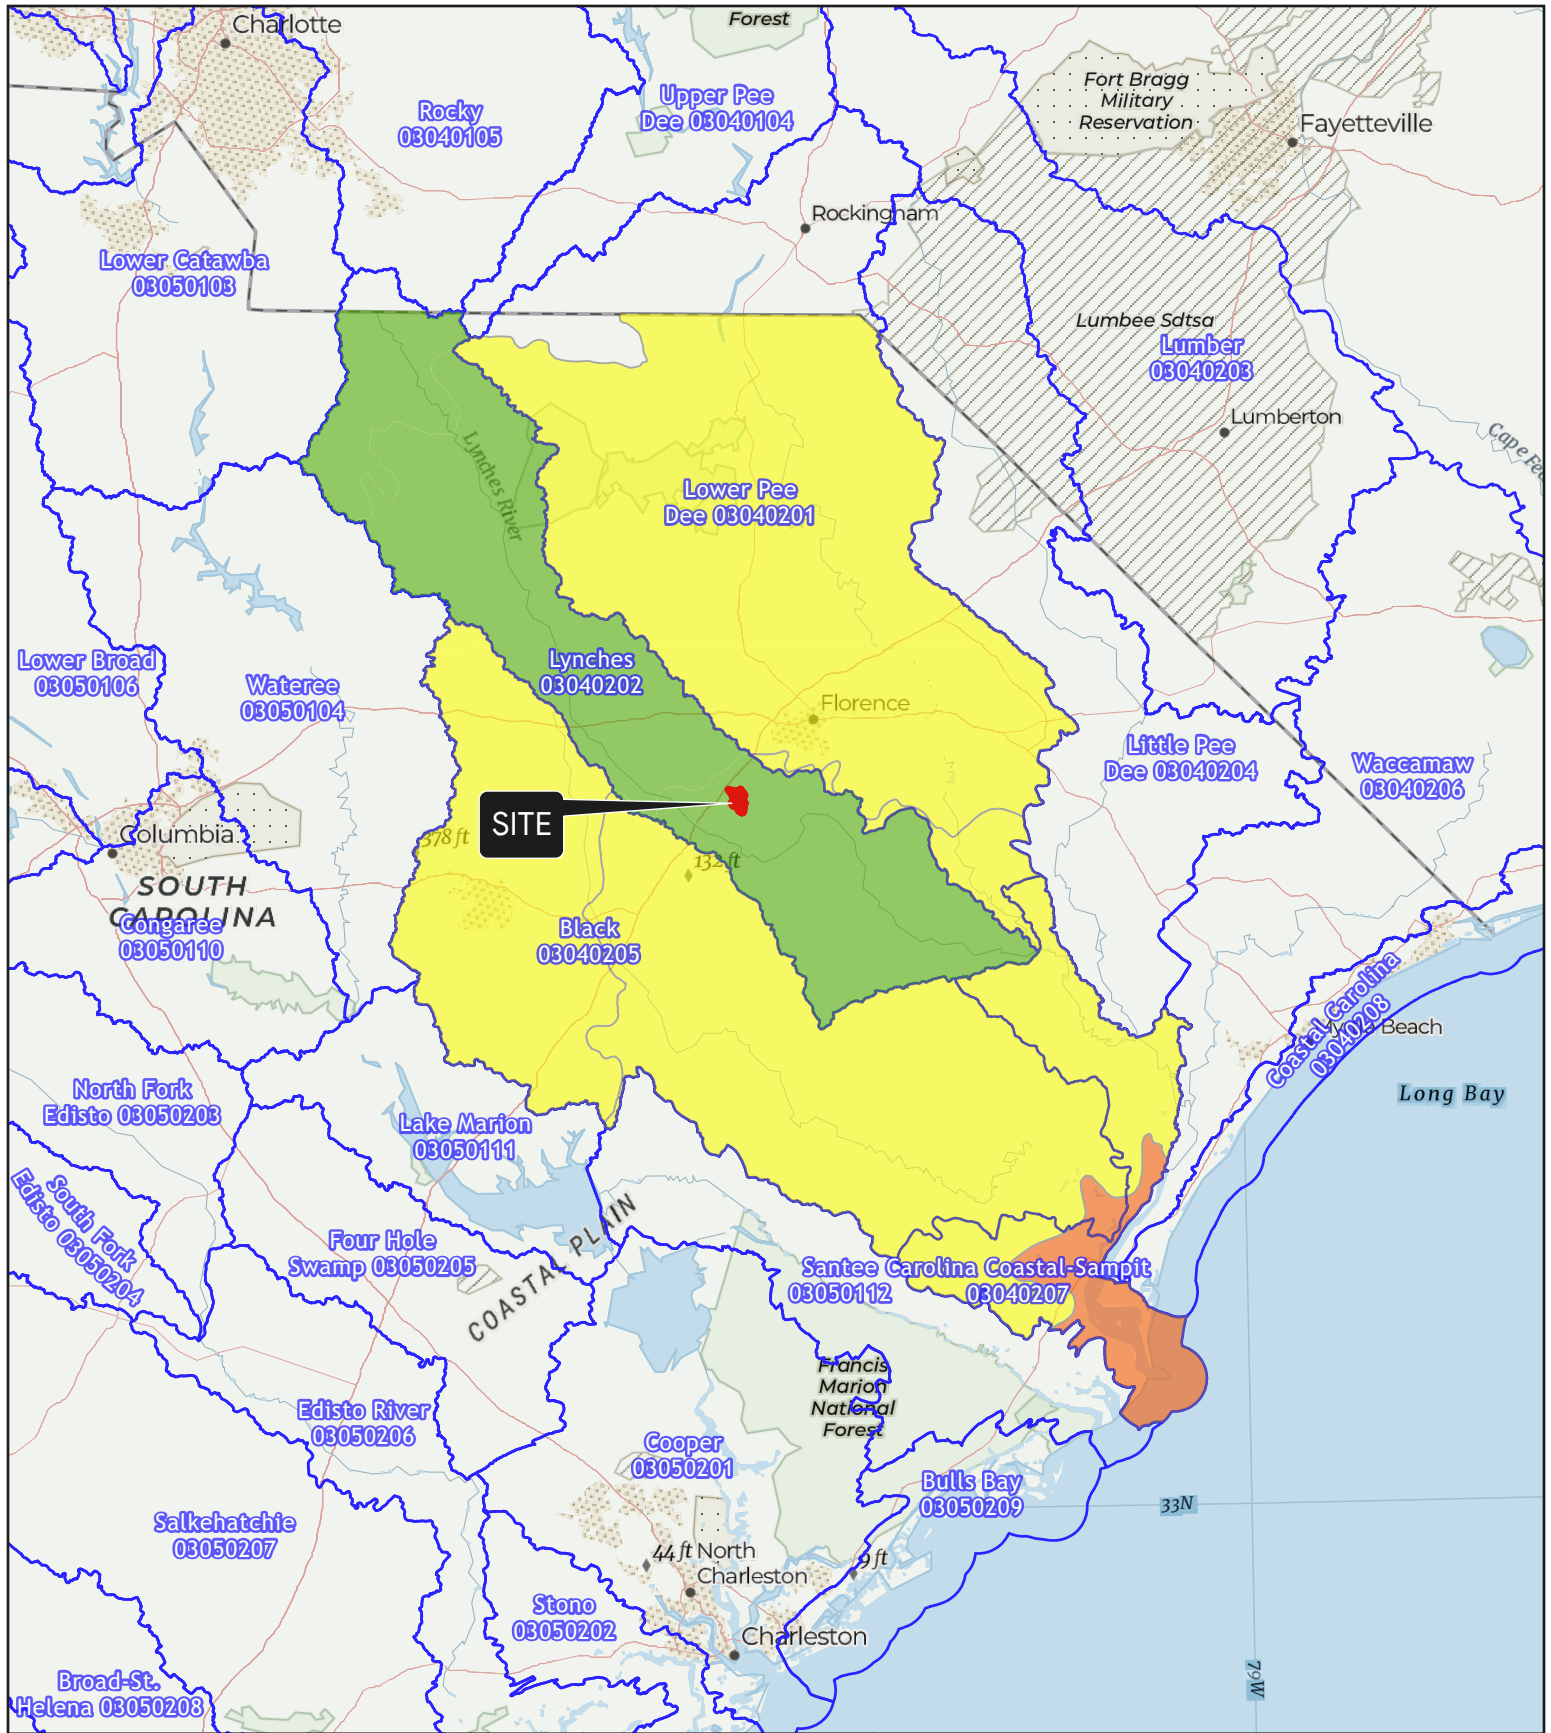 Charlotte
Forest
Fort Bragg
Military
Reservation
Fayetteville
Rocky
03040105
Upper Pee
Dee 03040104
Rockingham
Lower Catawba
03050103
Lumbee Sdtsa
Lumber
03040203
Lumberton
Lynches River
Lower Pee
Dee 03040201
Lower Broad
03050106
Wateree
03050104
Lynches
03040202
Florence
Little Pee
Dee 03040204
Waccamaw
03040206
SITE
Columbia
378 ft
132 ft
SOUTH
CAROLINA
Congaree
03050110
Black
03040205
Coastal Carolina
03040208
Beach
Long Bay
North Fork
Edisto 03050203
Lake Marion
03050111
South Fork
Edisto 03050204
Four Hole
Swamp 03050205
COASTAL PLAIN
Santee
03050112
Carolina Coastal-Sampit
03040207
Francis
Marion
National
Forest
Edisto River
03050206
Cooper
03050201
Bulls Bay
03050209
33N
Salkehatchie
03050207
44 ft
North
Charleston
9 ft
Stono
03050202
Charleston
79W
Broad-St.
Helena 03050208